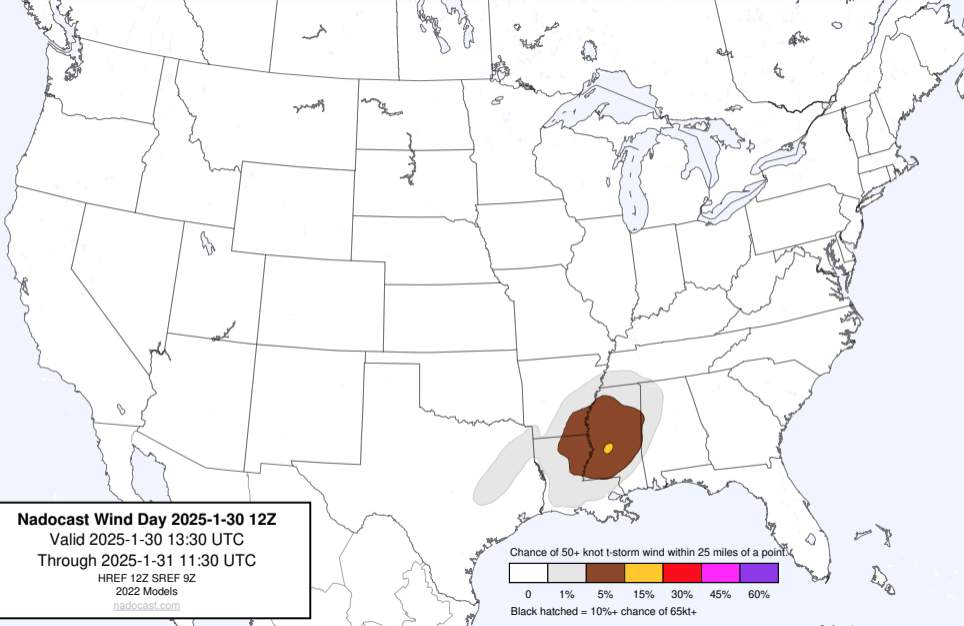 Nadocast Wind Day 2025-1-30 12Z
Valid 2025-1-30 13:30 UTC
Through 2025-1-31 11:30 UTC
HREF 12Z SREF 9Z
2022 Models
nadocast.com
Chance of 50+ knot t-storm wind within 25 miles of a point.
0 1% 5% 15% 30% 45% 60%
Black hatched = 10%+ chance of 65kt+